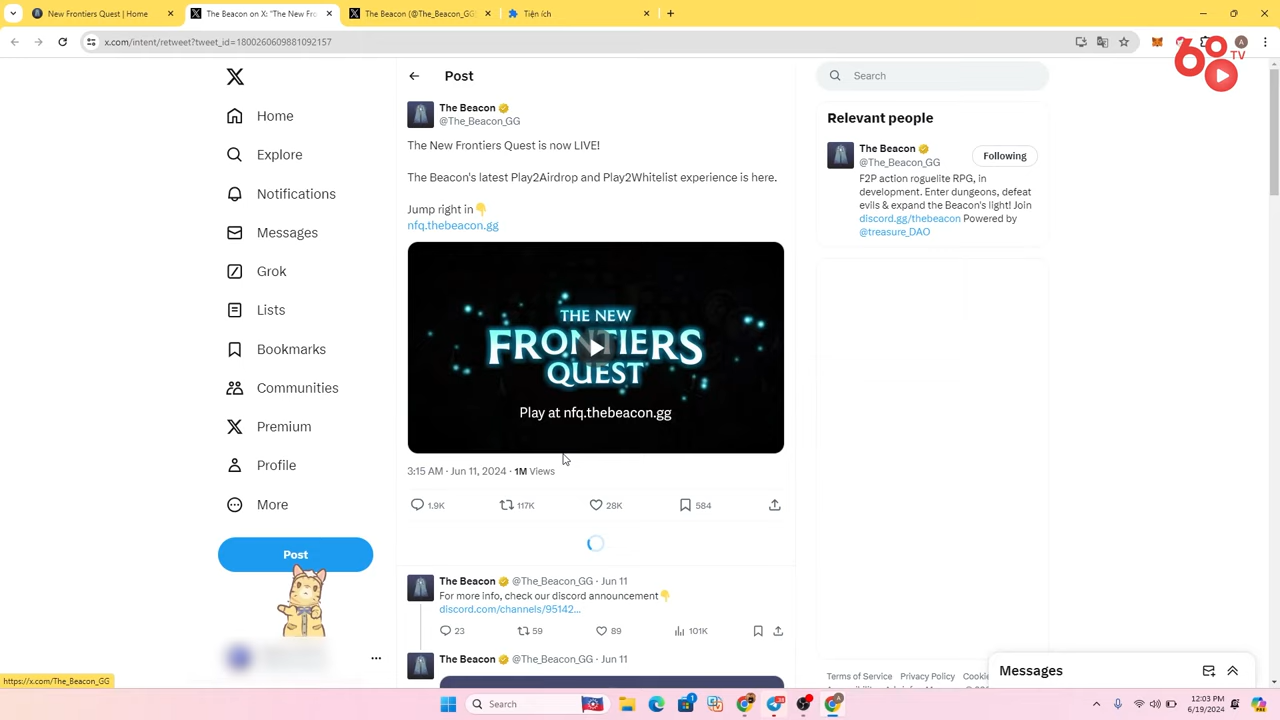 New Frontiers Quest | Home
The Beacon on X: "The New Fro
The Beacon (@The_Beacon_GG)
Tiện ích
x.com/intent/retweet?tweet_id=1800260609881092157
60
TV
Post
Search
The Beacon
@The_Beacon_GG
The New Frontiers Quest is now LIVE!
The Beacon's latest Play2Airdrop and Play2Whitelist experience is here.
Jump right in👇
nfq.thebeacon.gg
THE NEW
FRONTIERS
QUEST
Play at nfq.thebeacon.gg
3:15 AM · Jun 11, 2024 · 1M Views
1.9K
117K
28K
584
The Beacon @The_Beacon_GG · Jun 11
For more info, check our discord announcement👇
discord.com/channels/95142...
23
59
89
101K
The Beacon @The_Beacon_GG · Jun 11
Home
Explore
Notifications
Messages
Grok
Lists
Bookmarks
Communities
Premium
Profile
More
Post
Relevant people
The Beacon
@The_Beacon_GG
Following
F2P action roguelite RPG, in
development. Enter dungeons, defeat
evils & expand the Beacon's light! Join
discord.gg/thebeacon Powered by
@treasure_DAO
Terms of Service Privacy Policy Cookie
Messages
https://x.com/The_Beacon_GG
Search
12:03 PM
6/19/2024